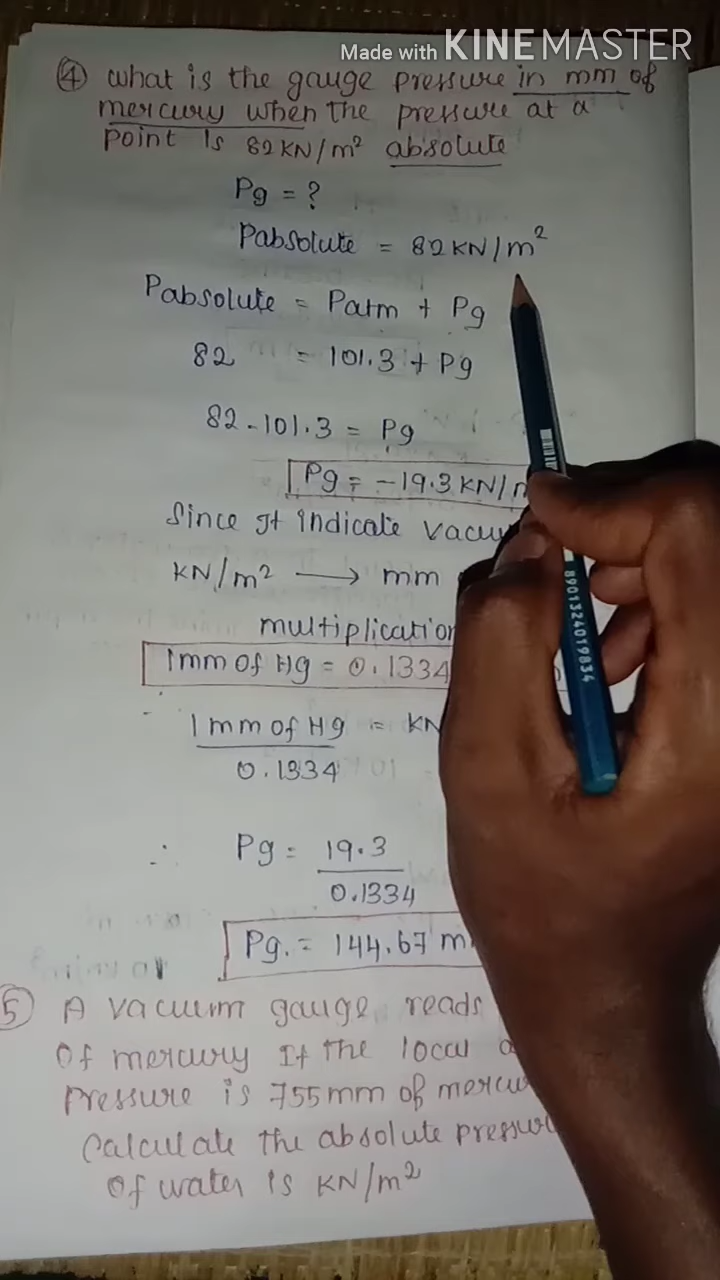 Made with KINEMASTER
④ what is the gauge pressure in mm of
mercury when the pressure at a
point is 82 KN/m² absolute
Pg = ?
Pabsolute = 82 KN/m²
Pabsolute = Patm + Pg
82 = 101.3 + Pg
82 - 101.3 = Pg
Pg = -19.3 KN/
Since It indicate
KN/m² → mm
multiplication
1mm of Hg = 0.1334
1 mm of Hg = KN
0.1334
∴ Pg = 19.3
0.1334
Pg. = 144.67
⑤ A vacuum gauge reads
Of mercury If the local
pressure is 755mm of
Calculate the absolute
Of water is KN/m²
8901324019834